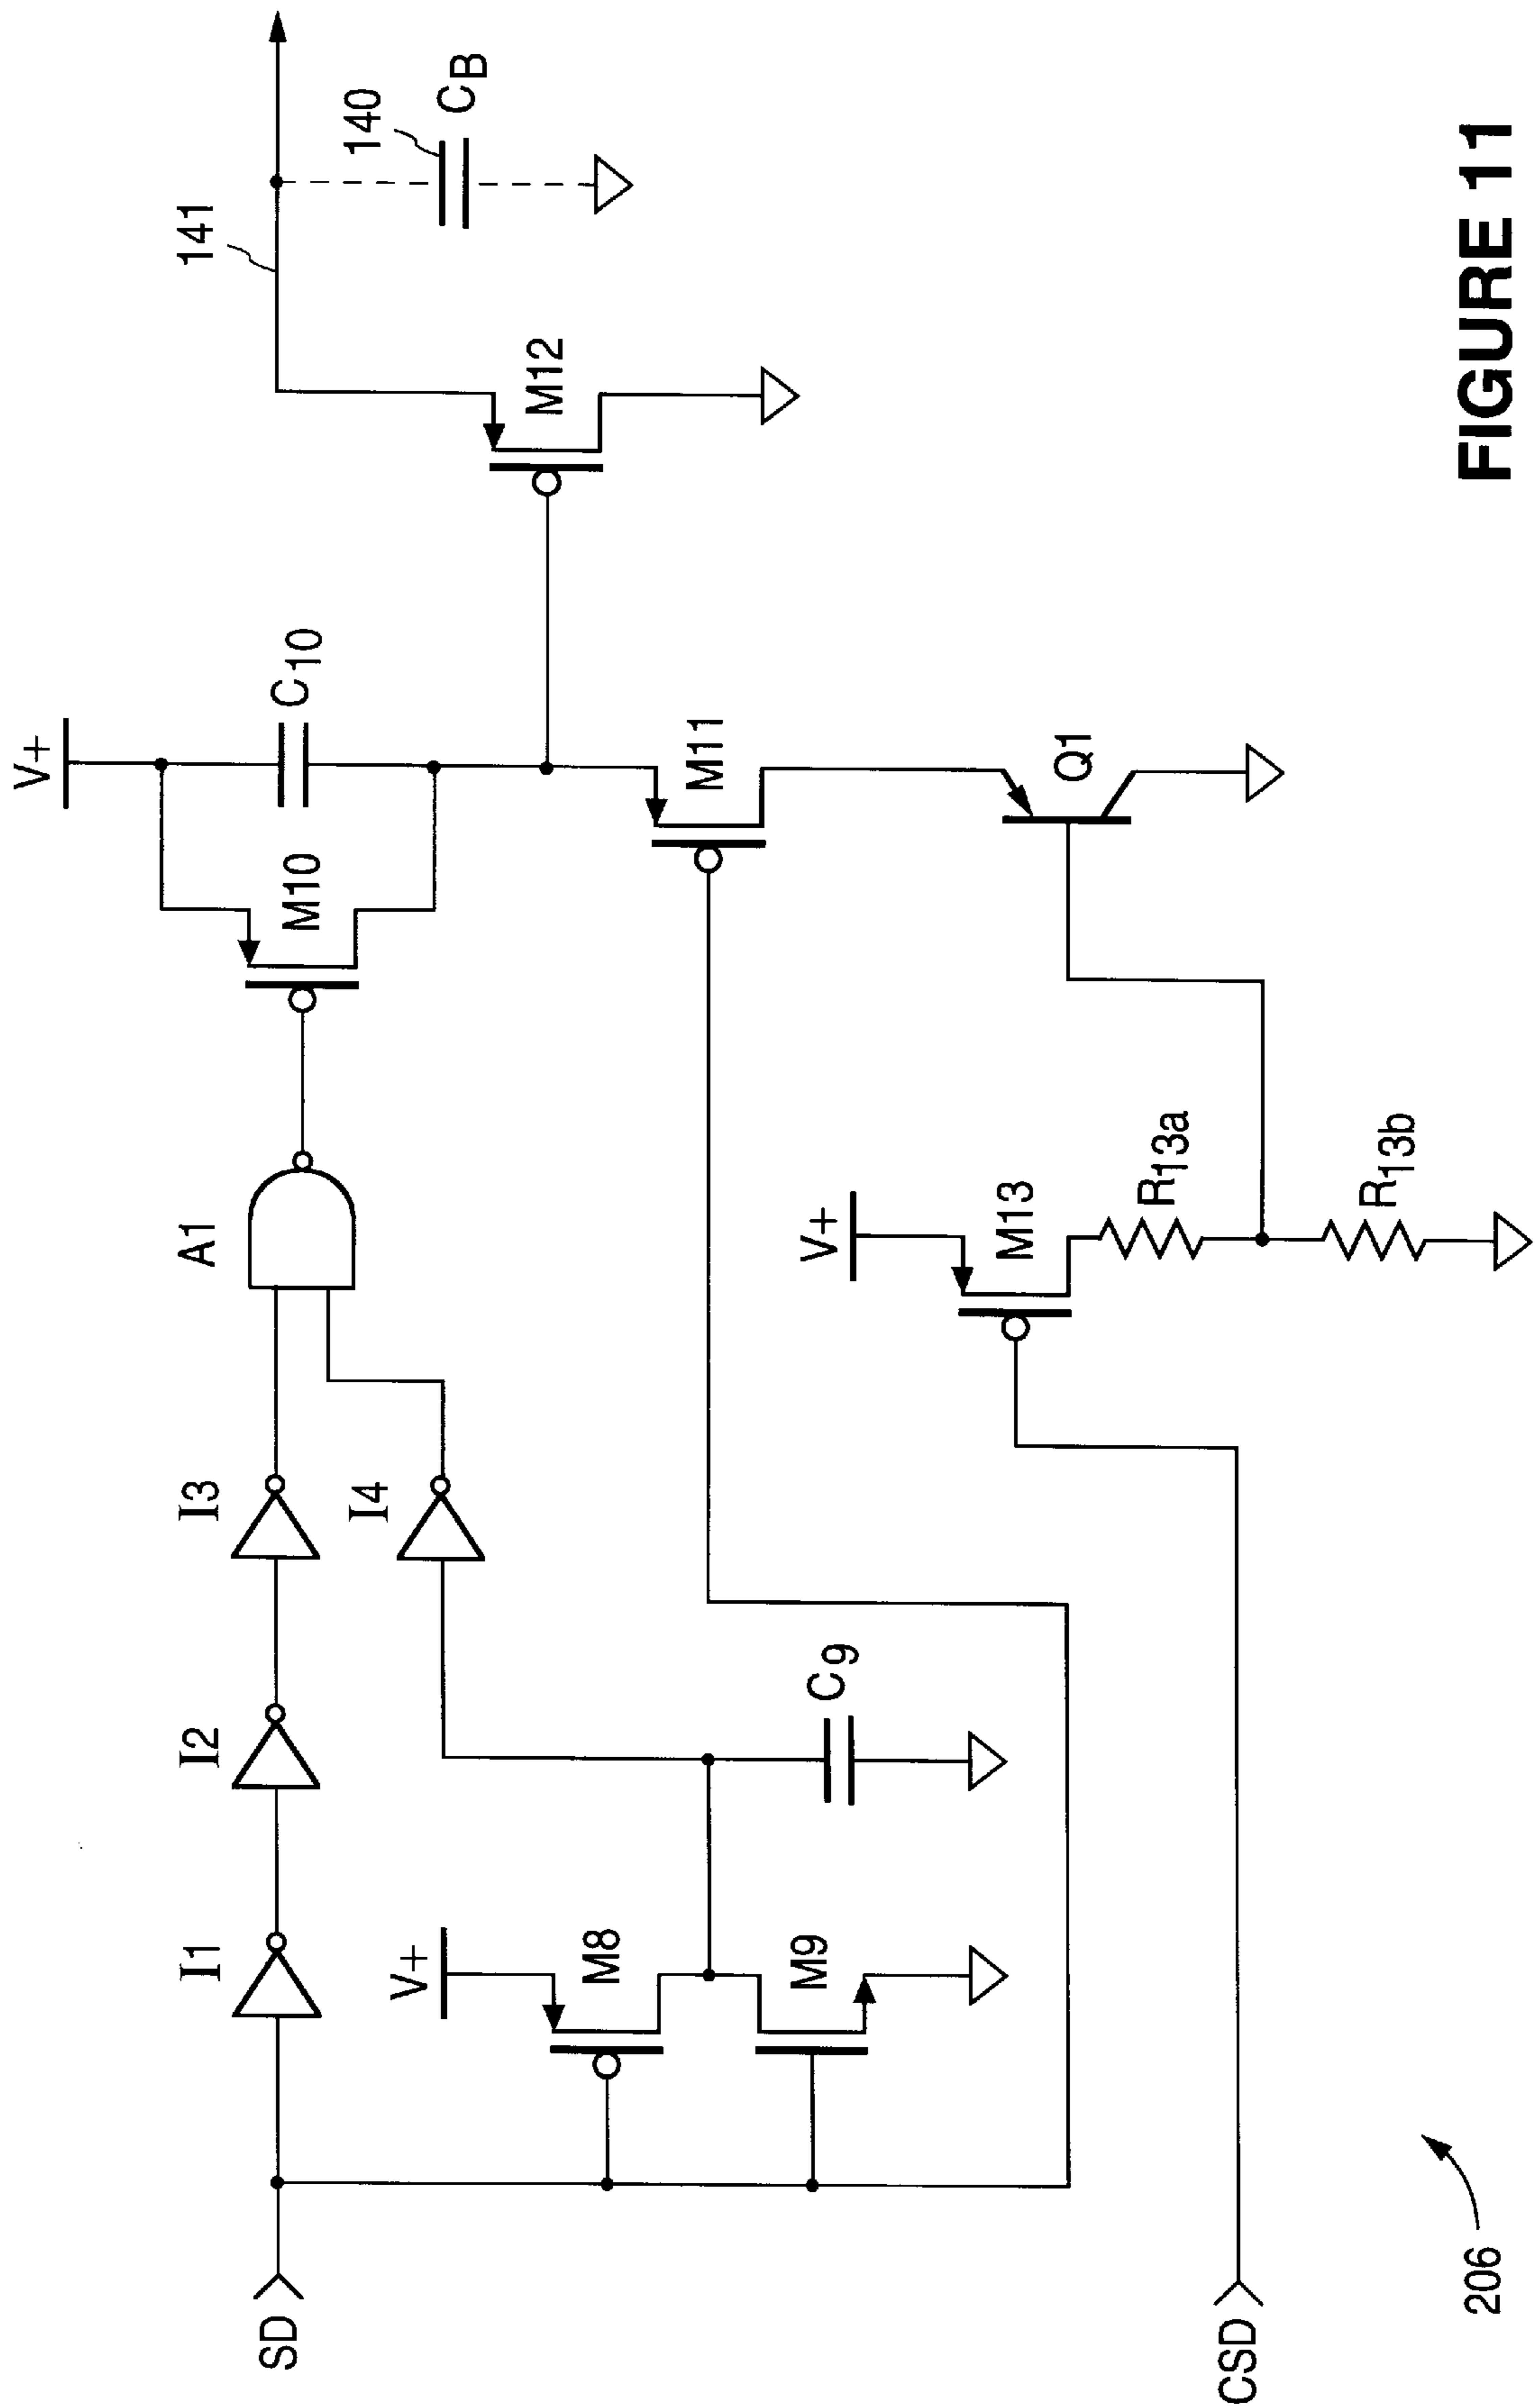 V+
C10
M10
141
140
CB
M12
A1
I3
I2
I1
I4
V+
M8
M9
C9
M11
Q1
V+
M13
R13a
R13b
SD
CSD
206
FIGURE 11